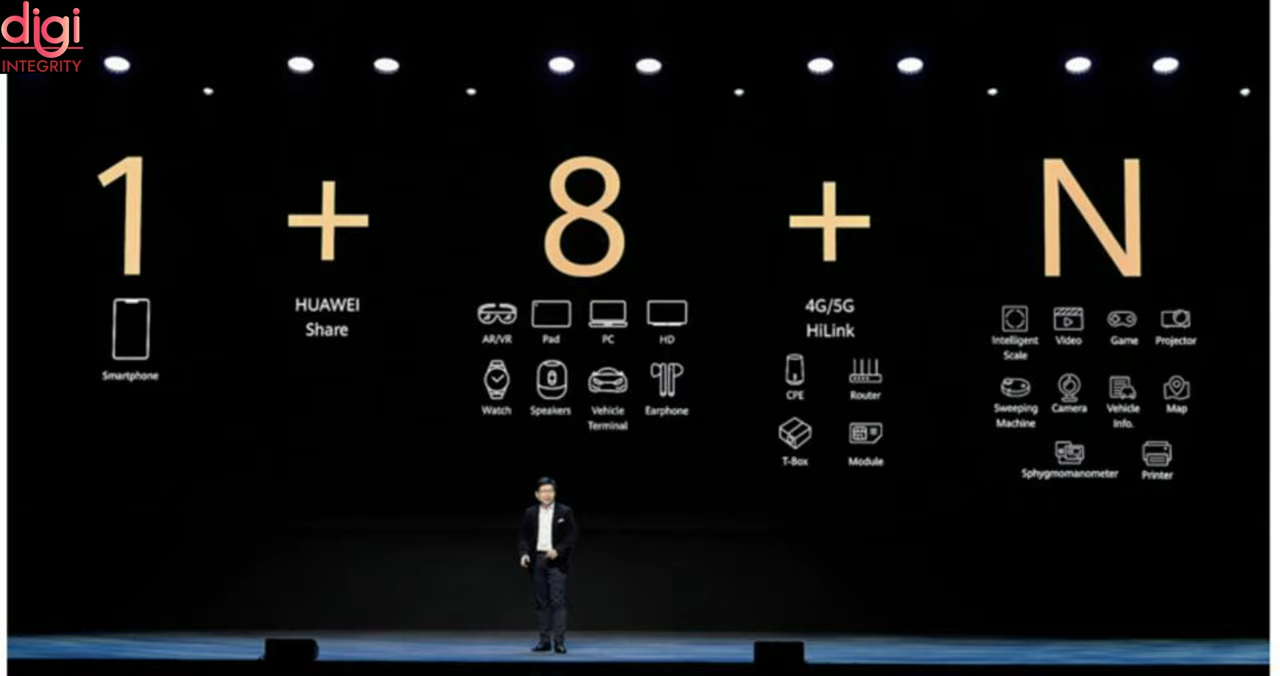 digi
INTEGRITY
1 + 8 + N
Smartphone
HUAWEI
Share
AR/VR Pad PC HD
Watch Speakers Vehicle Earphone
Terminal
4G/5G
HiLink
CPE Router
T-Box Module
Intelligent Video Game Projector
Scale
Sweeping Camera Vehicle Map
Machine Info.
Sphygmomanometer Printer